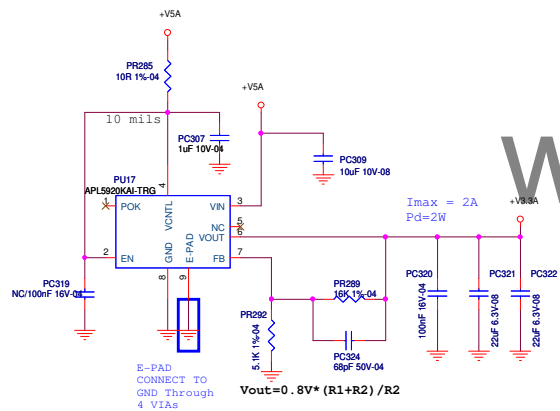 +V5A
PR285
10R 1%-04
+V5A
10 mils
PC307
1uF 10V-04
PC309
10uF 10V-08
PU17
APL5920KAI-TRG
1
POK
VCNTL
4
VIN
3
NC
5
VOUT
6
2
EN
GND
E-PAD
FB
7
8
9
W
Imax = 2A
Pd=2W
+V3.3A
PC319
NC/100nF 16V-04
PR292
5.1K 1%-04
PR289
16K 1%-04
PC324
68pF 50V-04
PC320
100nF 16V-04
PC321
22uF 6.3V-08
PC322
22uF 6.3V-08
E-PAD
CONNECT TO
GND Through
4 VIAs
Vout=0.8V*(R1+R2)/R2